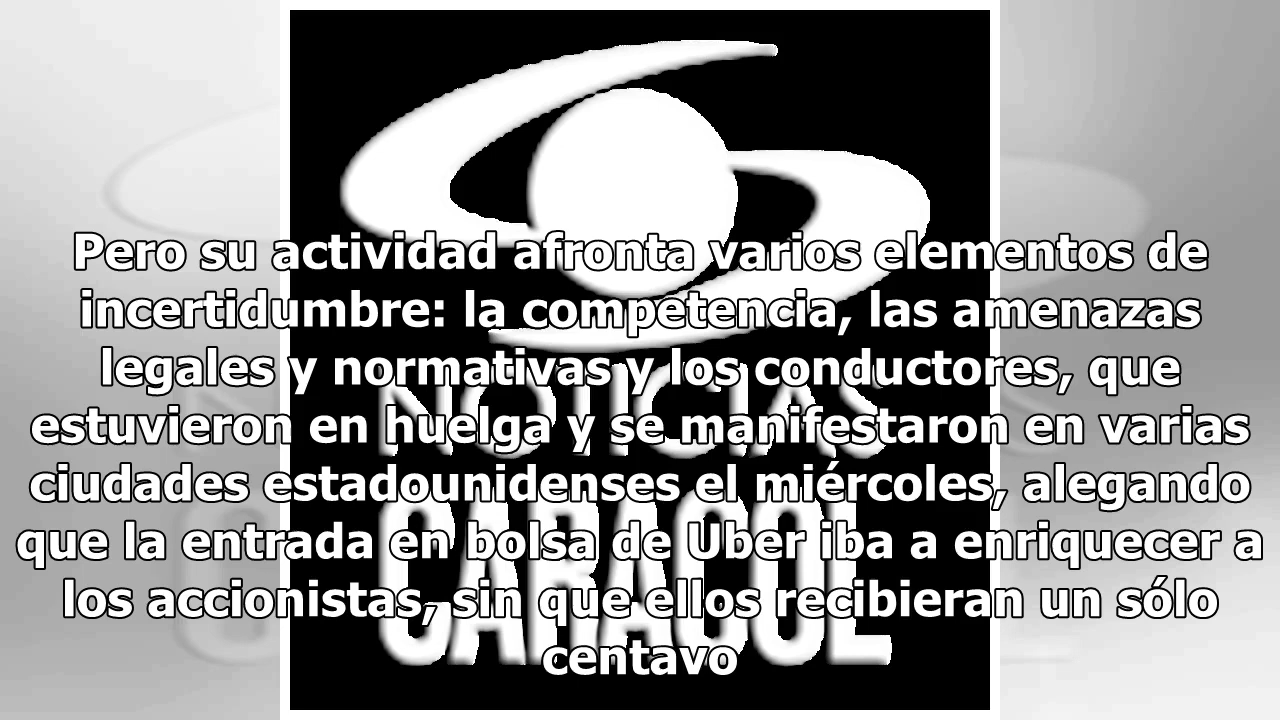 Pero su actividad afronta varios elementos de
incertidumbre: la competencia, las amenazas
legales y normativas y los conductores, que
estuvieron en huelga y se manifestaron en varias
ciudades estadounidenses el miércoles, alegando
que la entrada en bolsa de Uber iba a enriquecer a
los accionistas, sin que ellos recibieran un sólo
centavo
NOTICIAS
CARACOL